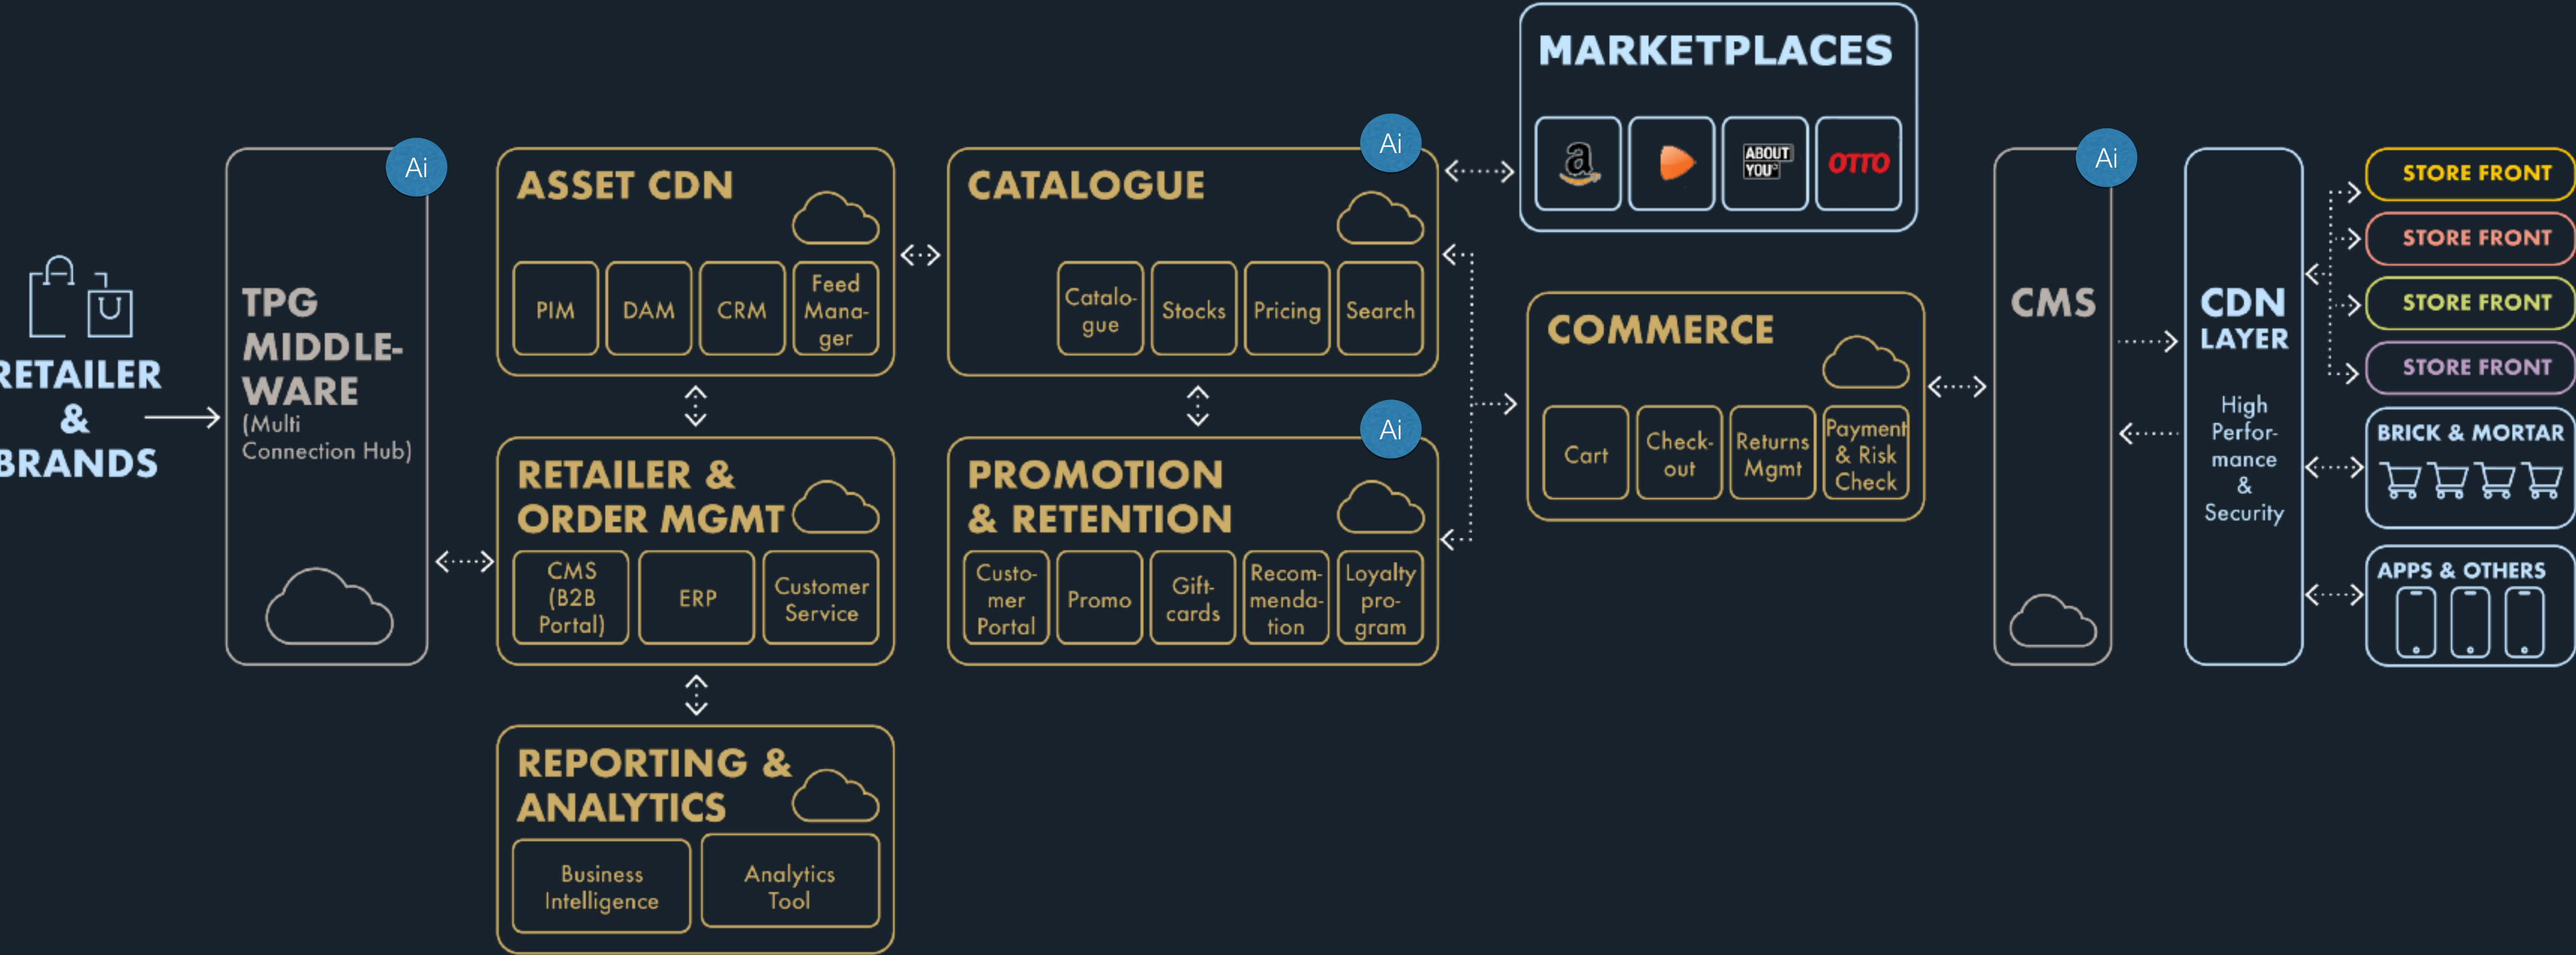 RETAILER
&
BRANDS
Ai
TPG
MIDDLE-
WARE
(Multi
Connection Hub)
ASSET CDN
PIM
DAM
CRM
Feed
Mana-
ger
RETAILER &
ORDER MGMT
CMS
(B2B
Portal)
ERP
Customer
Service
REPORTING &
ANALYTICS
Business
Intelligence
Analytics
Tool
Ai
CATALOGUE
Catalo-
gue
Stocks
Pricing
Search
Ai
PROMOTION
& RETENTION
Custo-
mer
Portal
Promo
Gift-
cards
Recom-
menda-
tion
Loyalty
pro-
gram
MARKETPLACES
a
ABOUT
YOU°
OTTO
COMMERCE
Cart
Check-
out
Returns
Mgmt
Payment
& Risk
Check
Ai
CMS
CDN
LAYER
High
Perfor-
mance
&
Security
STORE FRONT
STORE FRONT
STORE FRONT
STORE FRONT
BRICK & MORTAR
APPS & OTHERS